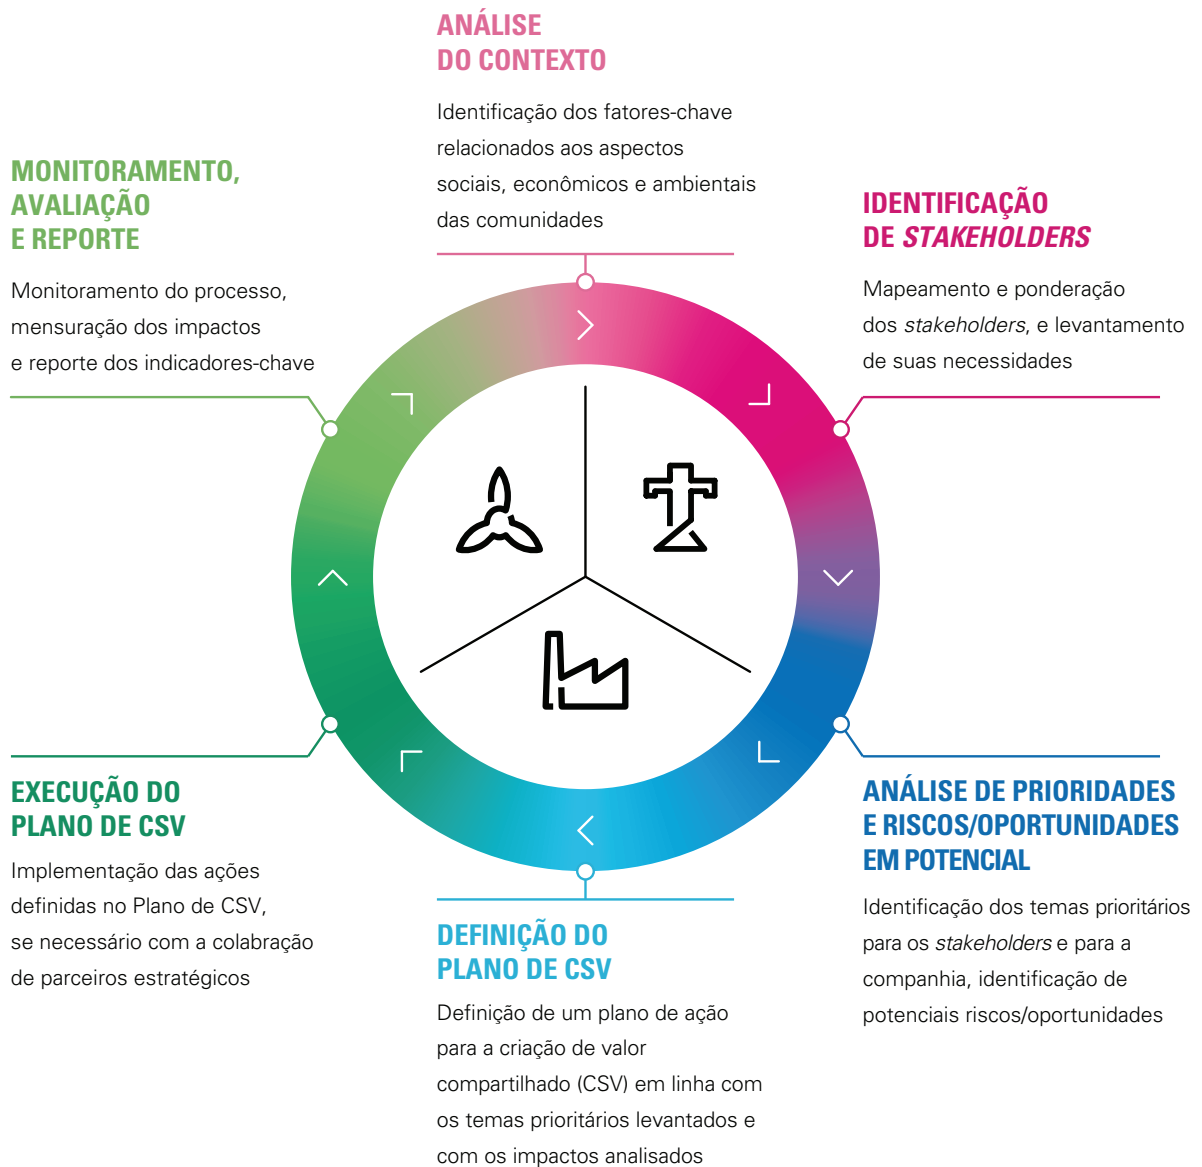 ANÁLISE
DO CONTEXTO
Identificação dos fatores-chave
relacionados aos aspectos
sociais, econômicos e ambientais
das comunidades
IDENTIFICAÇÃO
DE STAKEHOLDERS
Mapeamento e ponderação
dos stakeholders, e levantamento
de suas necessidades
ANÁLISE DE PRIORIDADES
E RISCOS/OPORTUNIDADES
EM POTENCIAL
Identificação dos temas prioritários
para os stakeholders e para a
companhia, identificação de
potenciais riscos/oportunidades
DEFINIÇÃO DO
PLANO DE CSV
Definição de um plano de ação
para a criação de valor
compartilhado (CSV) em linha com
os temas prioritários levantados e
com os impactos analisados
EXECUÇÃO DO
PLANO DE CSV
Implementação das ações
definidas no Plano de CSV,
se necessário com a colabração
de parceiros estratégicos
MONITORAMENTO,
AVALIAÇÃO
E REPORTE
Monitoramento do processo,
mensuração dos impactos
e reporte dos indicadores-chave